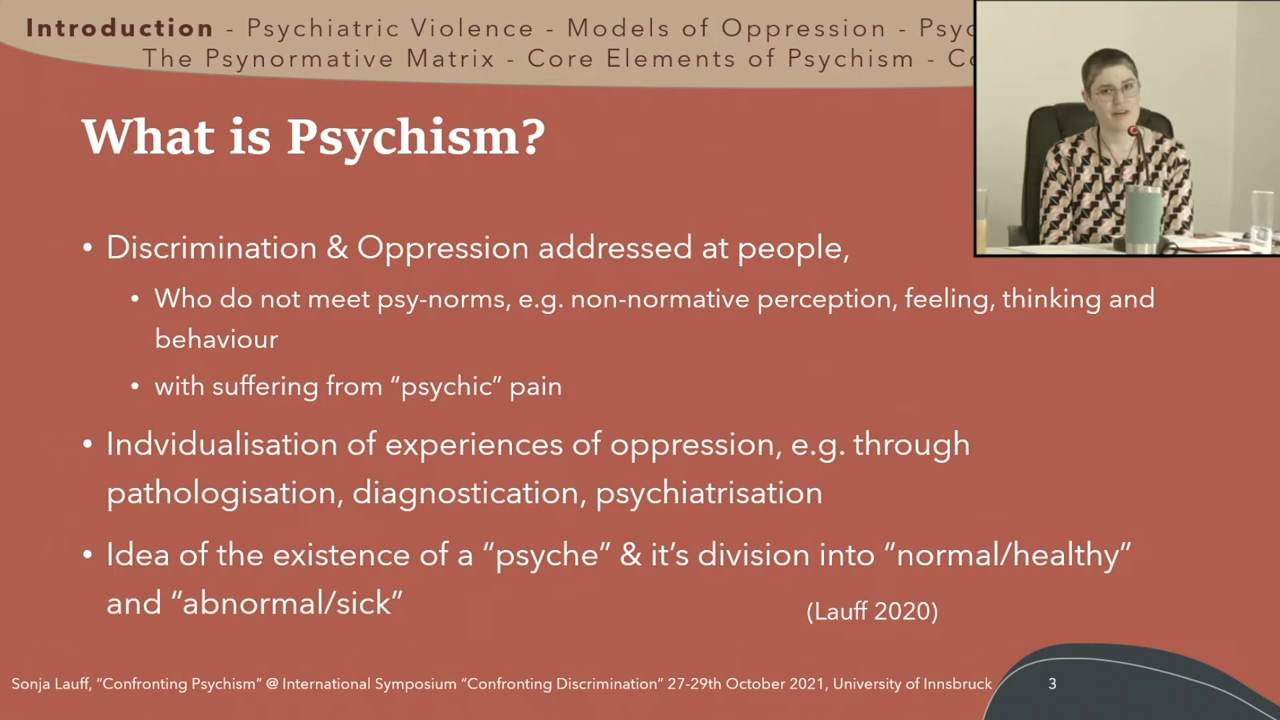 Introduction - Psychiatric Violence - Models of Oppression -
The Psynormative Matrix - Core Elements of Psychism -
What is Psychism?
• Discrimination & Oppression addressed at people,
• Who do not meet psy-norms, e.g. non-normative perception, feeling, thinking and
behaviour
• with suffering from “psychic” pain
• Indvidualisation of experiences of oppression, e.g. through
pathologisation, diagnostication, psychiatrisation
• Idea of the existence of a “psyche” & it’s division into “normal/healthy”
and “abnormal/sick”
(Lauff 2020)
Sonja Lauff, “Confronting Psychism” @ International Symposium “Confronting Discrimination” 27-29th October 2021, University of Innsbruck
3